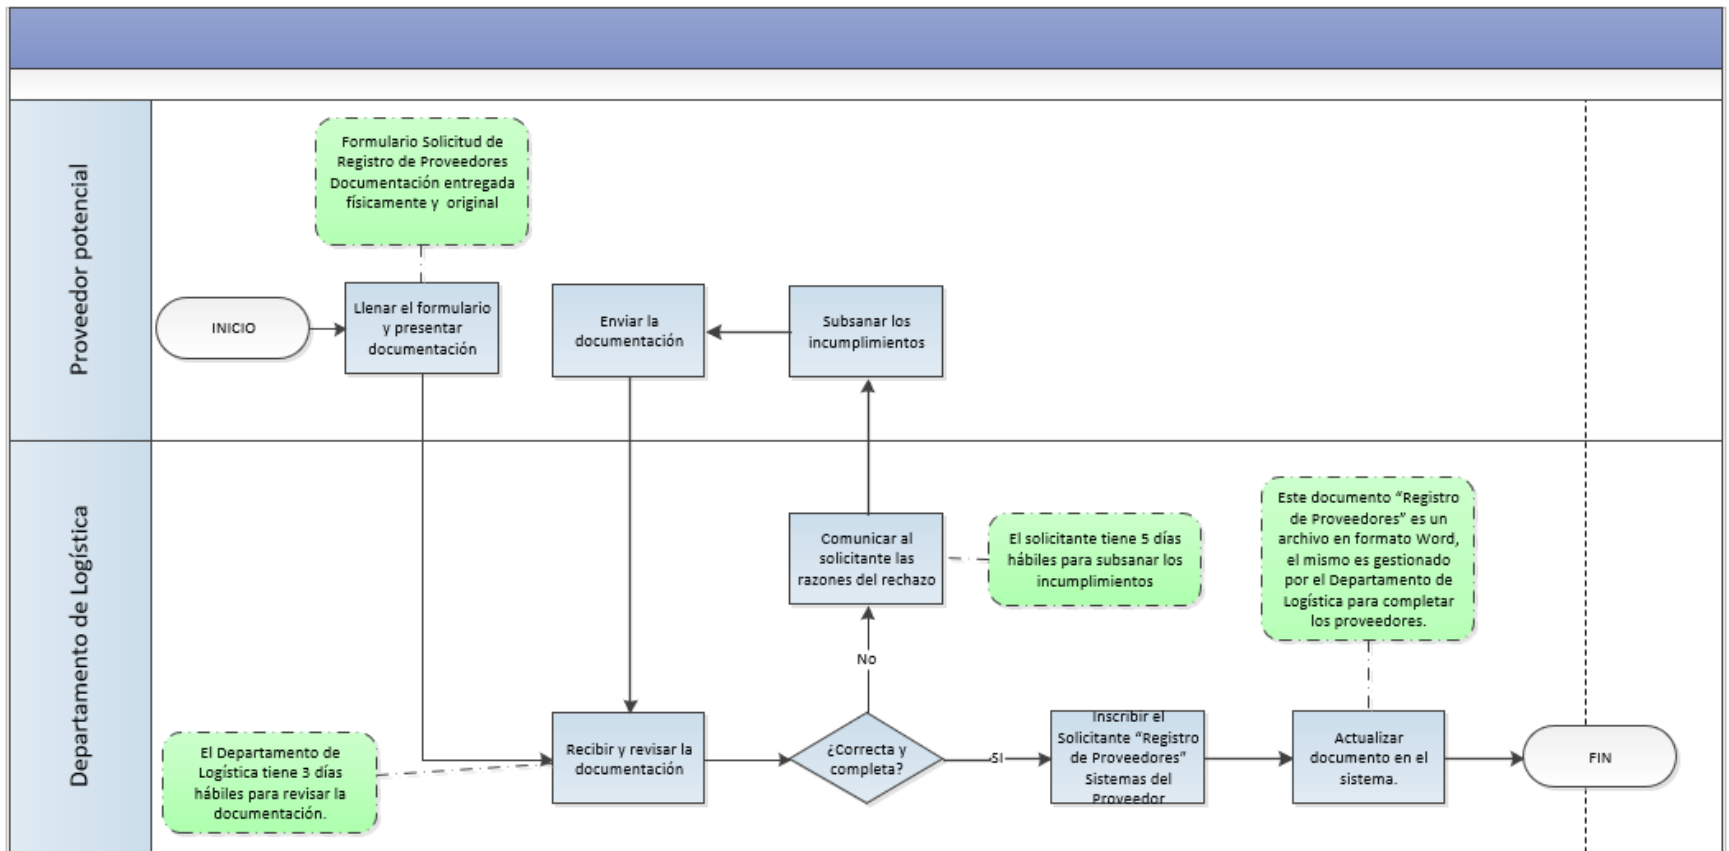 Proveedor potencial
Formulario Solicitud de
Registro de Proveedores
Documentación entregada
físicamente y  original
INICIO
Llenar el formulario
y presentar
documentación
Enviar la
documentación
Subsanar los
incumplimientos
Departamento de Logística
Comunicar al
solicitante las
razones del rechazo
El solicitante tiene 5 días
hábiles para subsanar los
incumplimientos
Este documento “Registro
de Proveedores” es un
archivo en formato Word,
el mismo es gestionado
por el Departamento de
Logística para completar
los proveedores.
No
El Departamento de
Logística tiene 3 días
hábiles para revisar la
documentación.
Recibir y revisar la
documentación
¿Correcta y
completa?
SI
Inscribir el
Solicitante “Registro
de Proveedores”
Sistemas del
Proveedor
Actualizar
documento en el
sistema.
FIN